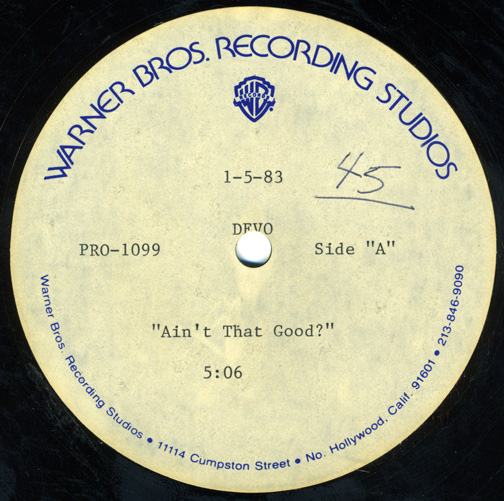 WARNER BROS. RECORDING STUDIOS
RECORDS
1-5-83
45
DEVO
PRO-1099
Side "A"
"Ain't That Good?"
5:06
Warner Bros. Recording Studios • 11114 Cumpston Street • No. Hollywood, Calif. 91601 • 213-846-9090